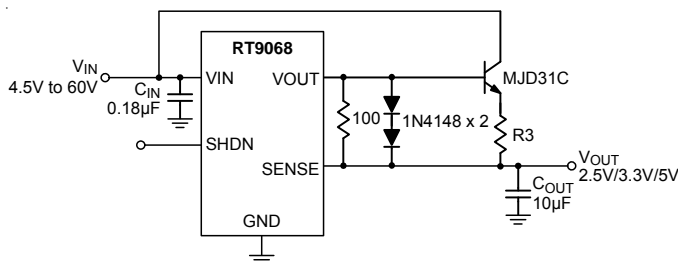 RT9068
VIN
4.5V to 60V
CIN
0.18µF
VIN
VOUT
MJD31C
100
1N4148 x 2
R3
SHDN
SENSE
VOUT
2.5V/3.3V/5V
COUT
10µF
GND